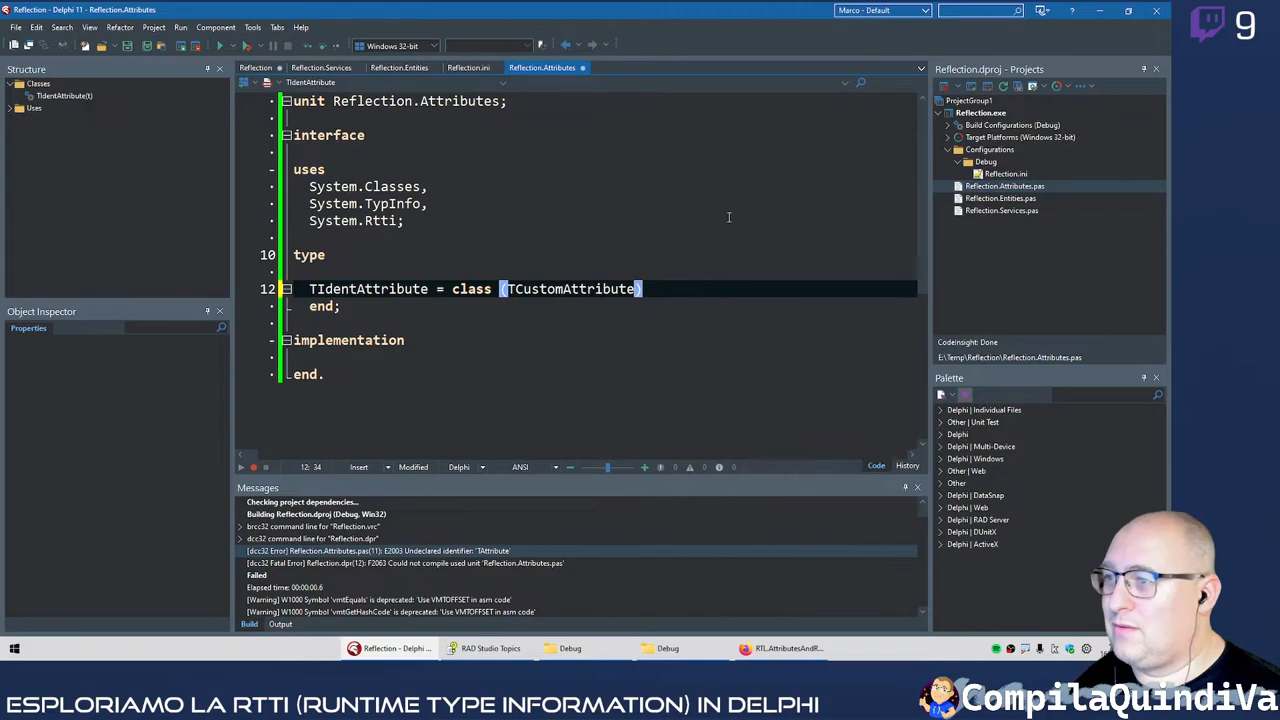 Reflection - Delphi 11 - Reflection.Attributes
Marco - Default
9
File Edit Search View Refactor Project Run Component Tools Tabs Help
Windows 32-bit
Structure
Classes
TIdentAttribute(t)
Uses
Object Inspector
Properties
Reflection Reflection.Services Reflection.Entities Reflection.ini Reflection.Attributes
TIdentAttribute
unit Reflection.Attributes;
interface
uses
System.Classes,
System.TypInfo,
System.Rtti;
10 type
12 TIdentAttribute = class (TCustomAttribute)
end;
implementation
end.
12: 34 Insert Modified Delphi ANSI 0 0 0 Code History
Reflection.dproj - Projects
ProjectGroup1
Reflection.exe
Build Configurations (Debug)
Target Platforms (Windows 32-bit)
Configurations
Debug
Reflection.ini
Reflection.Attributes.pas
Reflection.Entities.pas
Reflection.Services.pas
CodeInsight: Done
E:\Temp\Reflection\Reflection.Attributes.pas
Palette
Delphi | Individual Files
Other | Unit Test
Delphi
Delphi | Multi-Device
Delphi | Windows
Other | Web
Other
Delphi | DataSnap
Delphi | Web
Delphi | RAD Server
Delphi | DUnitX
Delphi | ActiveX
Messages
Checking project dependencies...
Building Reflection.dproj (Debug, Win32)
brcc32 command line for "Reflection.vrc"
dcc32 command line for "Reflection.dpr"
[dcc32 Error] Reflection.Attributes.pas(11): E2003 Undeclared identifier: 'TAttribute'
[dcc32 Fatal Error] Reflection.dpr(12): F2063 Could not compile used unit 'Reflection.Attributes.pas'
Failed
Elapsed time: 00:00:00.6
[Warning] W1000 Symbol 'vmtEquals' is deprecated: 'Use VMTOFFSET in asm code'
[Warning] W1000 Symbol 'vmtGetHashCode' is deprecated: 'Use VMTOFFSET in asm code'
Build Output
Reflection - Delphi ... RAD Studio Topics Debug Debug RTL.AttributesAndR...
ESPLORIAMO LA RTTI (RUNTIME TYPE INFORMATION) IN DELPHI
CompilaQuindiVa